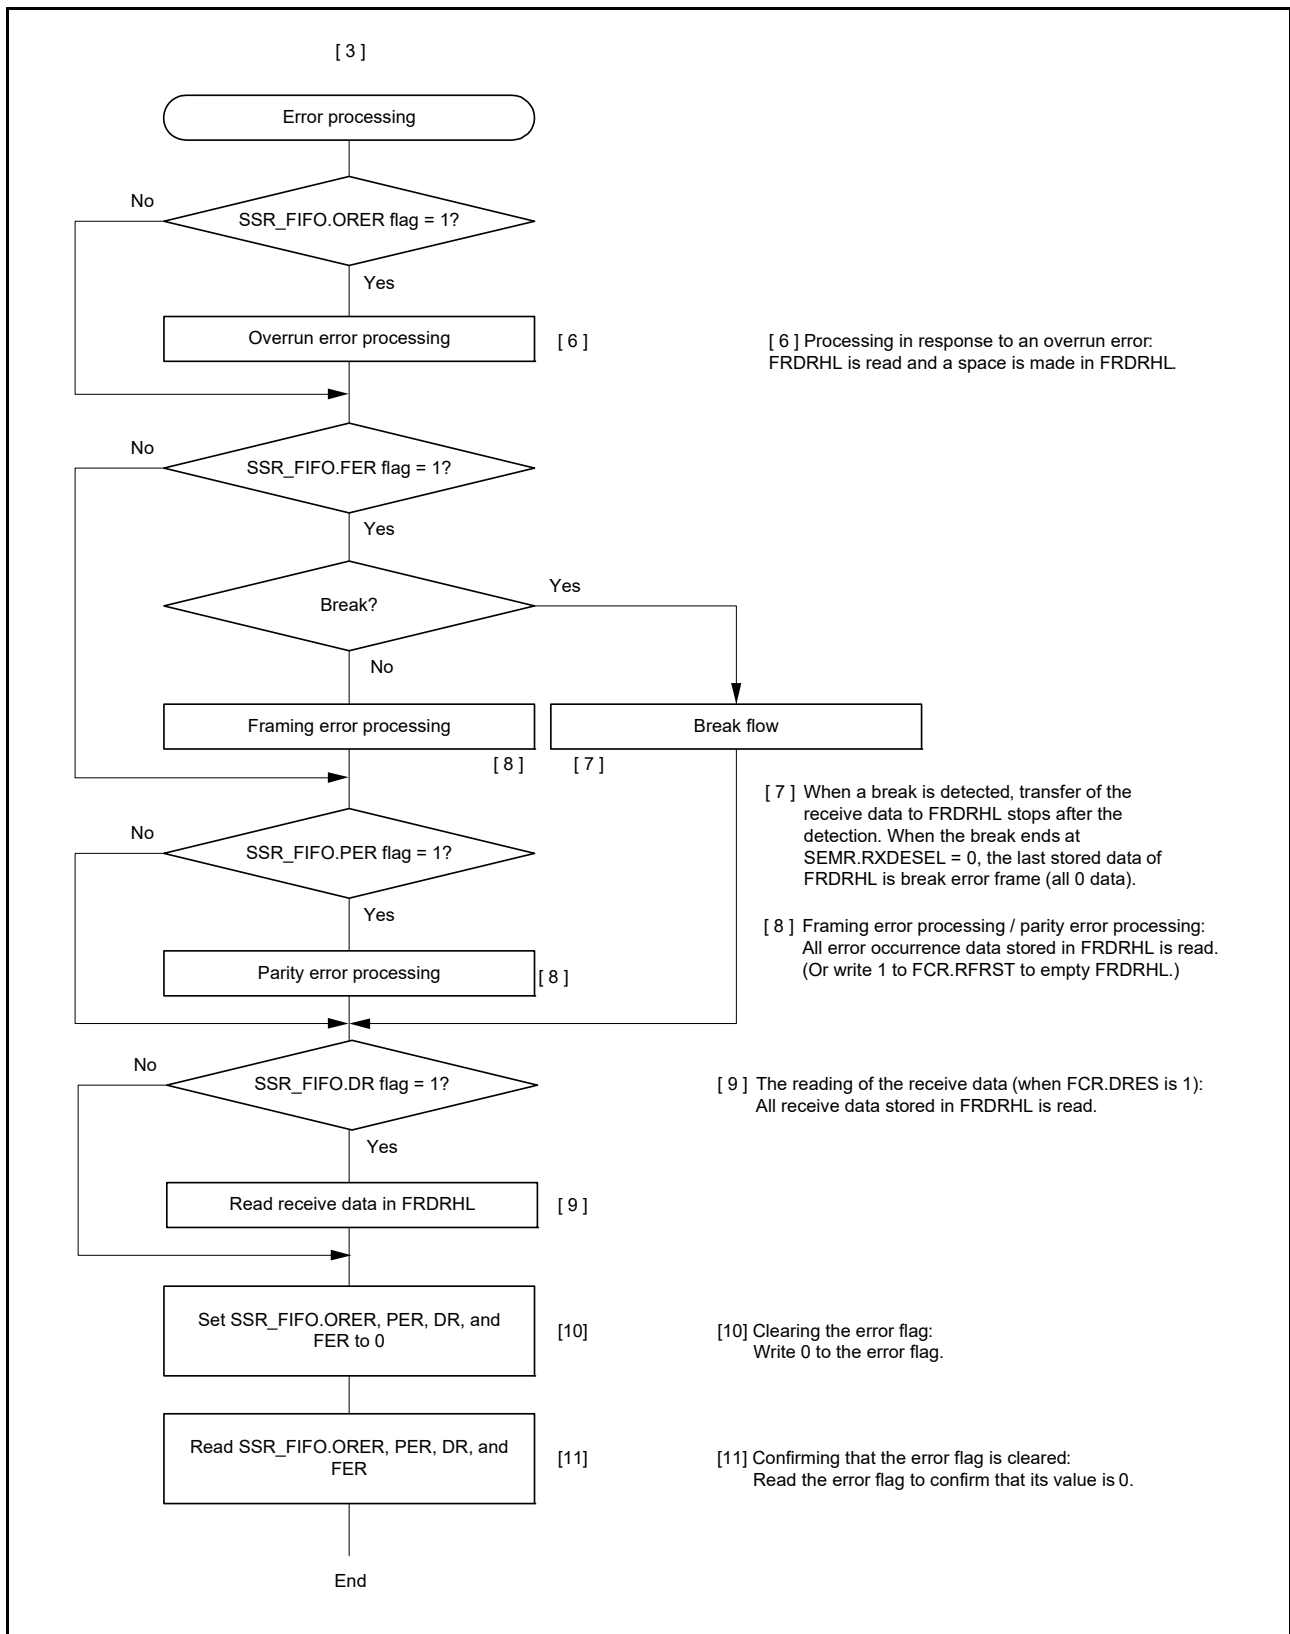 [ 3 ]
Error processing
No
SSR_FIFO.ORER flag = 1?
Yes
Overrun error processing
[ 6 ]
[ 6 ] Processing in response to an overrun error:
FRDRHL is read and a space is made in FRDRHL.
No
SSR_FIFO.FER flag = 1?
Yes
Break?
Yes
No
Framing error processing
Break flow
[ 8 ]
[ 7 ]
[ 7 ] When a break is detected, transfer of the
receive data to FRDRHL stops after the
detection. When the break ends at
SEMR.RXDESEL = 0, the last stored data of
FRDRHL is break error frame (all 0 data).
No
SSR_FIFO.PER flag = 1?
Yes
[ 8 ] Framing error processing / parity error processing:
All error occurrence data stored in FRDRHL is read.
(Or write 1 to FCR.RFRST to empty FRDRHL.)
Parity error processing
[ 8 ]
No
SSR_FIFO.DR flag = 1?
Yes
[ 9 ] The reading of the receive data (when FCR.DRES is 1):
All receive data stored in FRDRHL is read.
Read receive data in FRDRHL
[ 9 ]
Set SSR_FIFO.ORER, PER, DR, and
FER to 0
[10]
[10] Clearing the error flag:
Write 0 to the error flag.
Read SSR_FIFO.ORER, PER, DR, and
FER
[11]
[11] Confirming that the error flag is cleared:
Read the error flag to confirm that its value is 0.
End